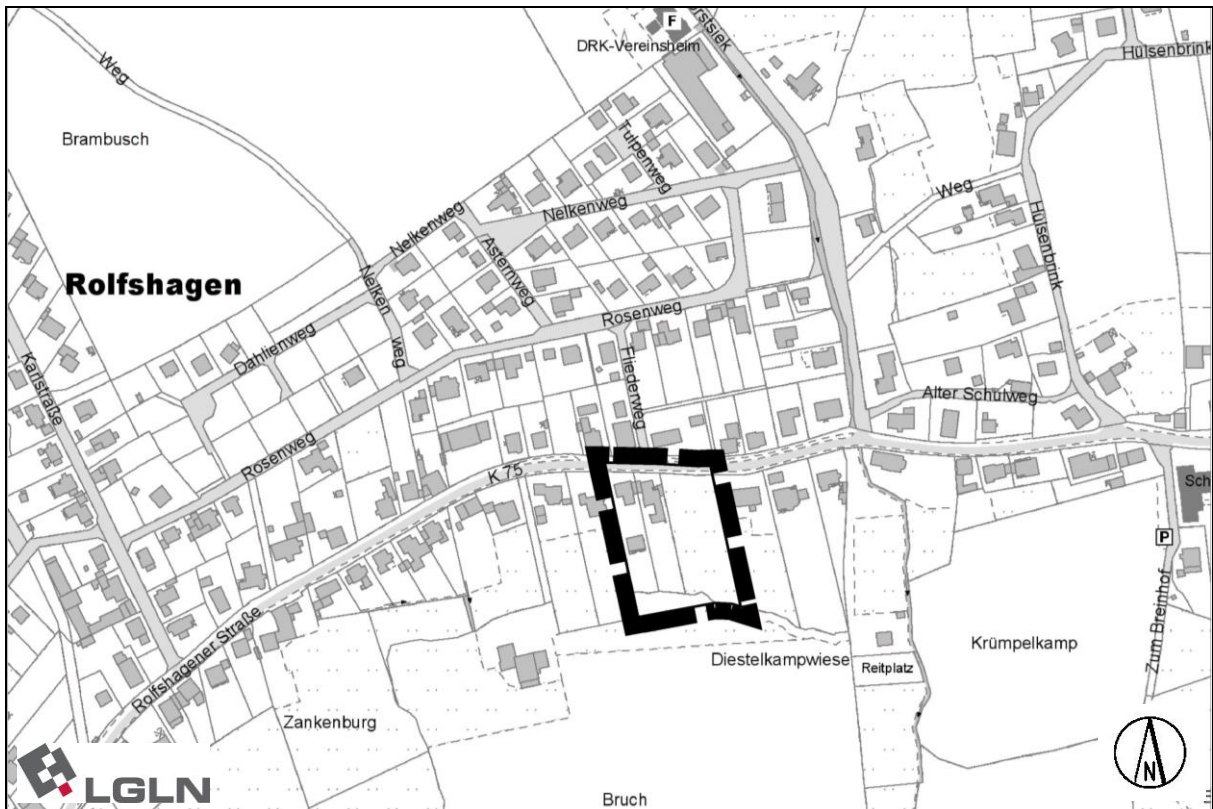 F
DRK-Vereinsheim
Hülsenbrink
Weg
Brambusch
Tulpenweg
Weg
Nelkenweg
Nelkenweg
Asternweg
Hülsenbrink
Rolfshagen
Nelken
weg
Rosenweg
Dahlienweg
Fliederweg
Karlstraße
Alter Schulweg
Rosenweg
K 75
Sch
P
Rolfshagener Straße
Zum Breinhof
Krümpelkamp
Diestelkampwiese
Reitplatz
Zankenburg
LGLN
Bruch
N